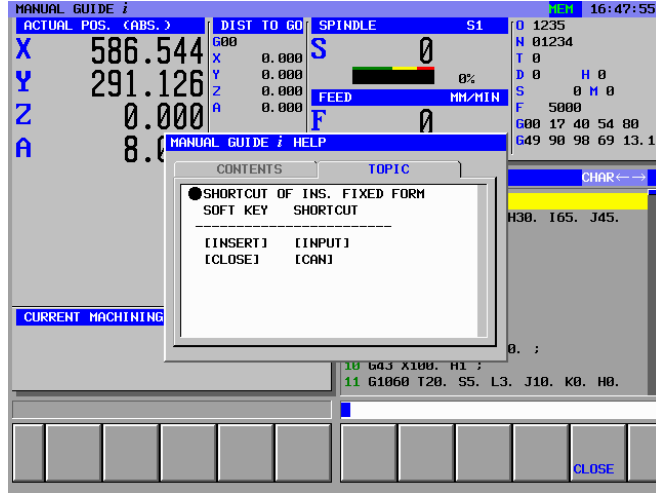 MANUAL GUIDE i
MEM 16:47:55
ACTUAL POS. (ABS.)
X 586.544
Y 291.126
Z 0.000
A 8.0
DIST TO GO
G00
X 0.000
Y 0.000
Z 0.000
A 0.000
SPINDLE S1
S 0
0%
FEED MM/MIN
F 0
O 1235
N 01234
T 0
D 0 H 0
S 0 M 0
F 5000
G00 17 40 54 80
G49 90 98 69 13.1
MANUAL GUIDE i HELP
CONTENTS TOPIC
●SHORTCUT OF INS. FIXED FORM
SOFT KEY SHORTCUT
------------------------
[INSERT] [INPUT]
[CLOSE] [CAN]
CHAR←→
H30. I65. J45.
CURRENT MACHINING
0. ;
10 G43 X100. H1 ;
11 G1060 T20. S5. L3. J10. K0. H0.
CLOSE